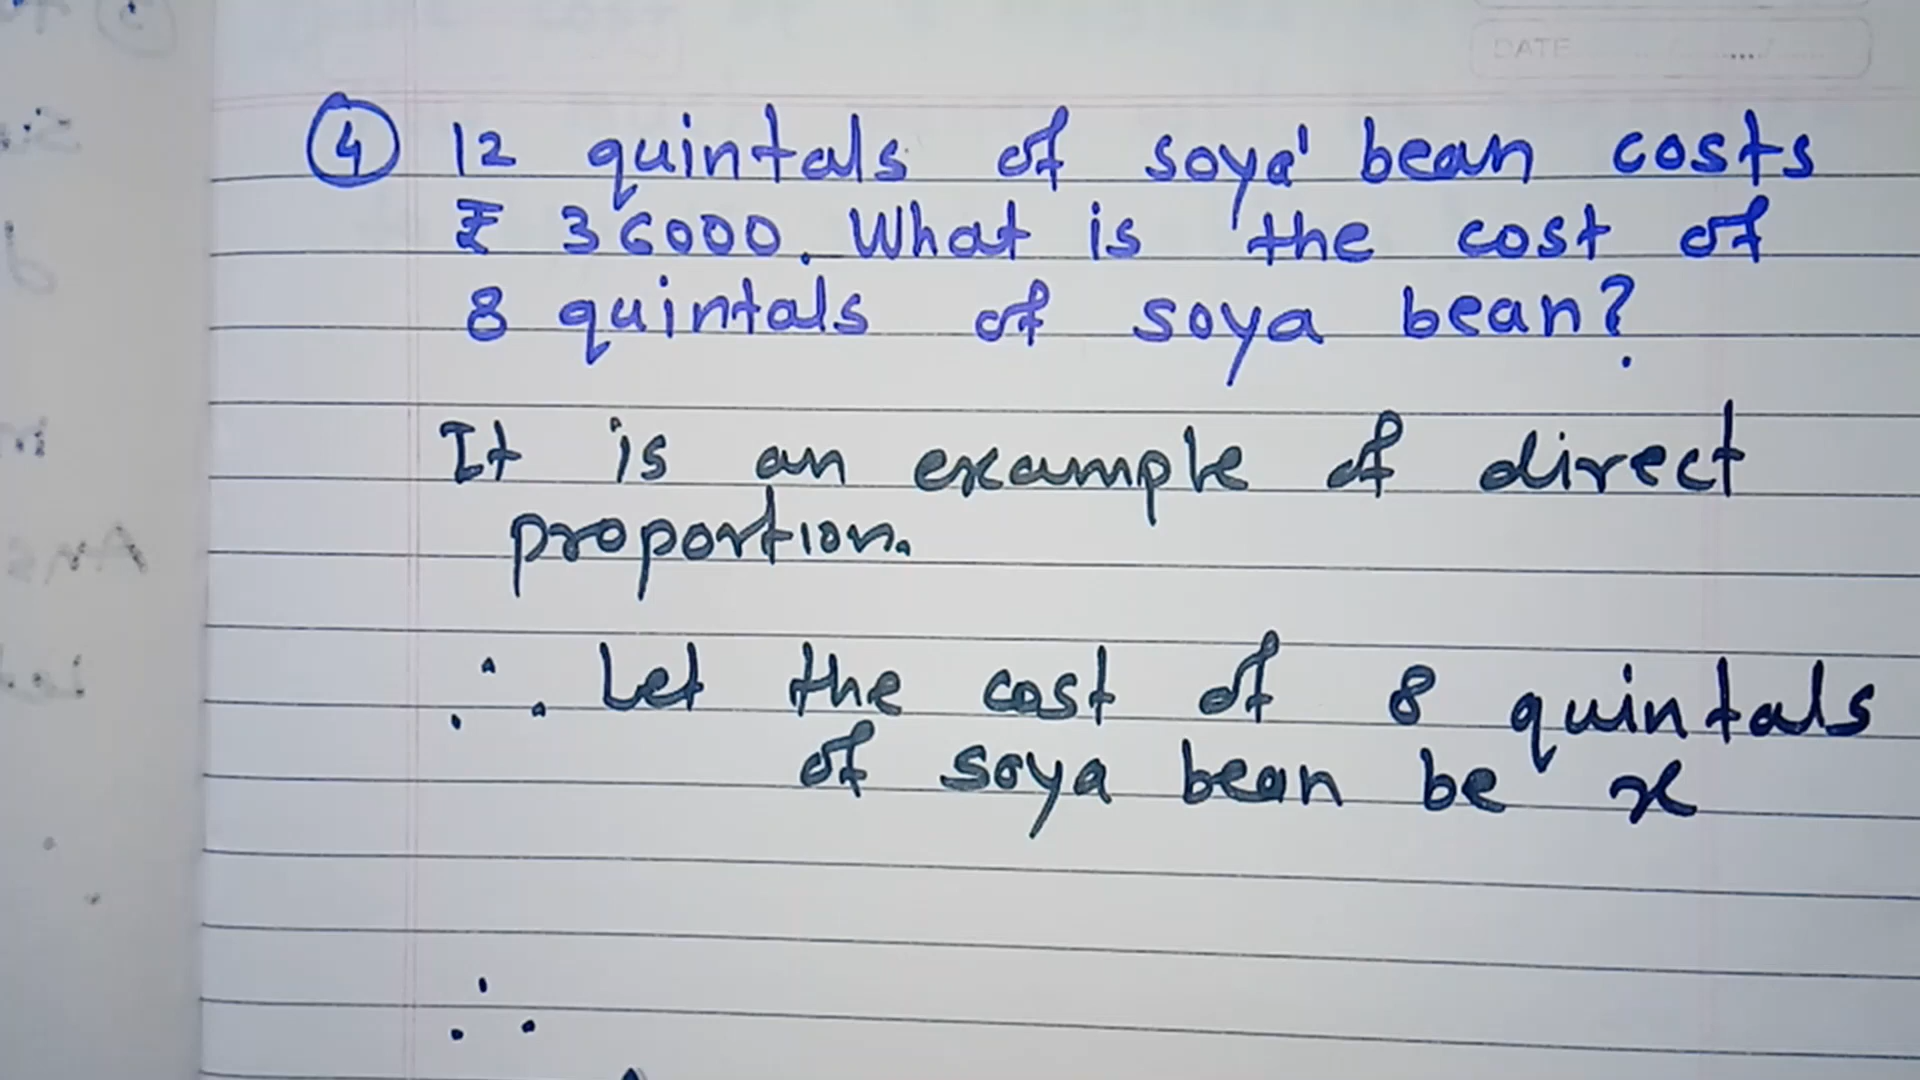 DATE
④ 12 quintals of soya bean costs
₹ 36000. What is the cost of
8 quintals of soya bean?
It is an example of direct
proportion.
∴ Let the cost of 8 quintals
of soya bean be x
∴